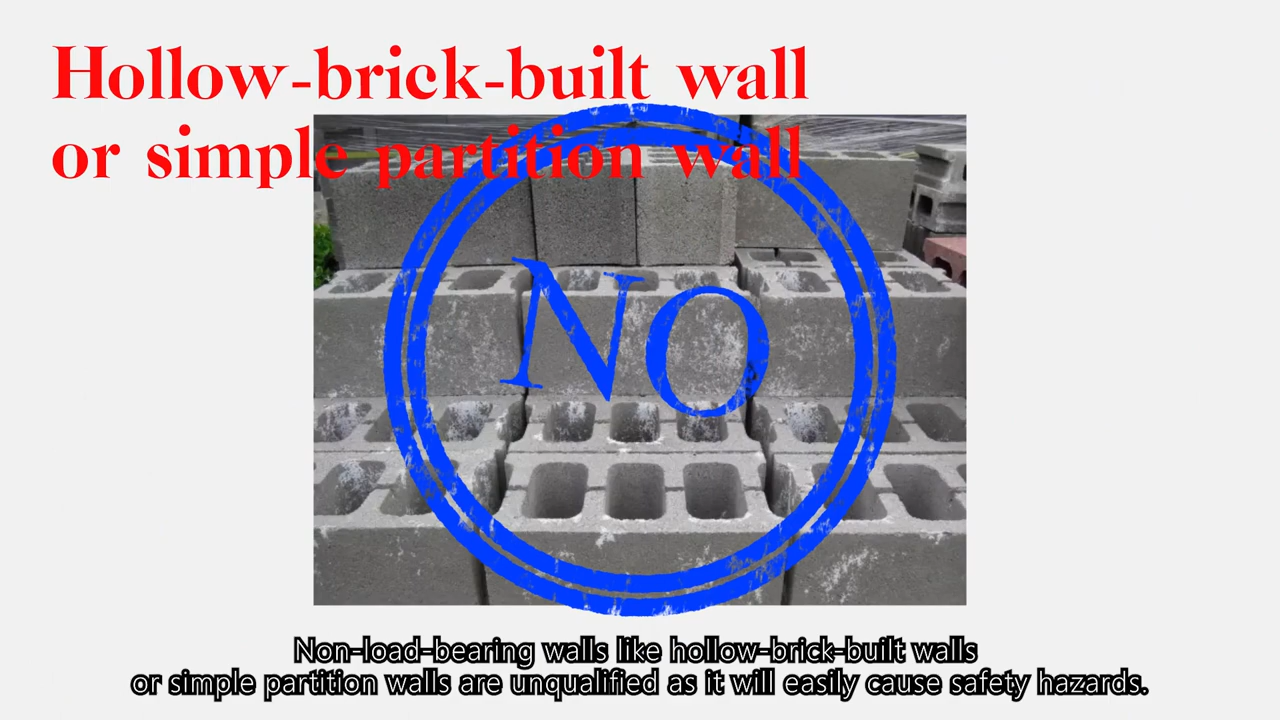 Hollow-brick-built wall
or simple partition wall
NO
Non-load-bearing walls like hollow-brick-built walls
or simple partition walls are unqualified as it will easily cause safety hazards.